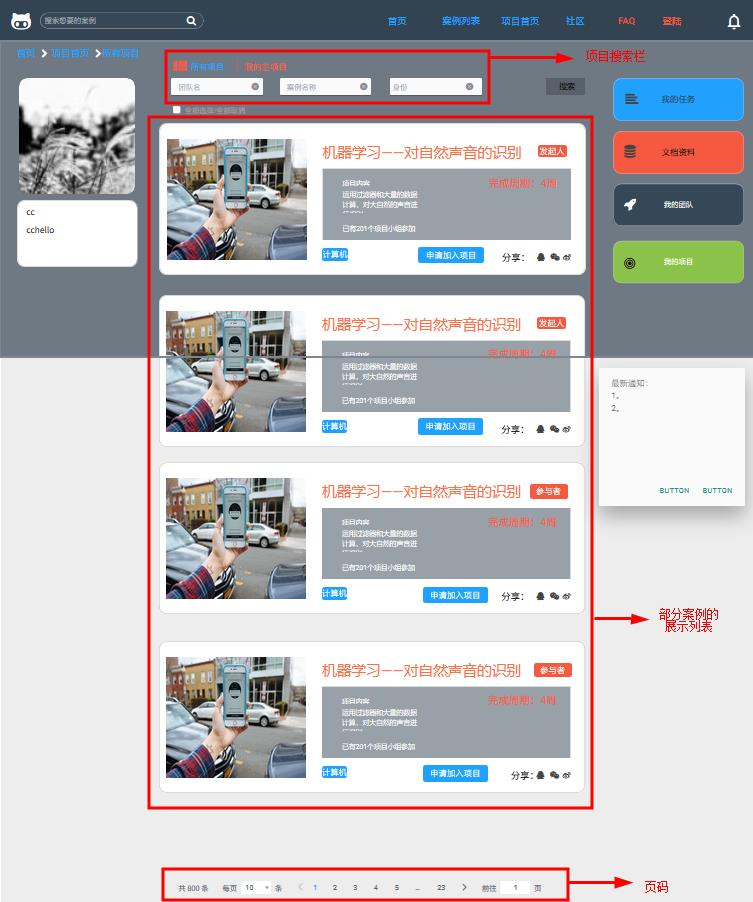 搜索想要的案例
首页 案例列表 项目首页 社区 FAQ 登陆
首页 项目首页 所有项目
项目搜索栏
所有项目 我的主项目
团队名 案例名称 身份 搜索
全部选择/全部取消
cc
cchello
我的任务
文档资料
我的团队
我的项目
机器学习——对自然声音的识别 发起人
项目内容 完成周期：4周
运用过滤器和大量的数据
计算、对大自然的声音进
已有201个项目小组参加
计算机 申请加入项目 分享：
机器学习——对自然声音的识别 发起人
项目内容 完成周期：4周
运用过滤器和大量的数据
计算、对大自然的声音进
已有201个项目小组参加
计算机 申请加入项目 分享：
最新通知：
1。
2。
BUTTON BUTTON
机器学习——对自然声音的识别 参与者
项目内容 完成周期：4周
运用过滤器和大量的数据
计算、对大自然的声音进
已有201个项目小组参加
计算机 申请加入项目 分享：
部分案例的
展示列表
机器学习——对自然声音的识别 参与者
项目内容 完成周期：4周
运用过滤器和大量的数据
计算、对大自然的声音进
已有201个项目小组参加
计算机 申请加入项目 分享：
共 800 条 每页 10 条 1 2 3 4 5 ... 23 前往 1 页
页码